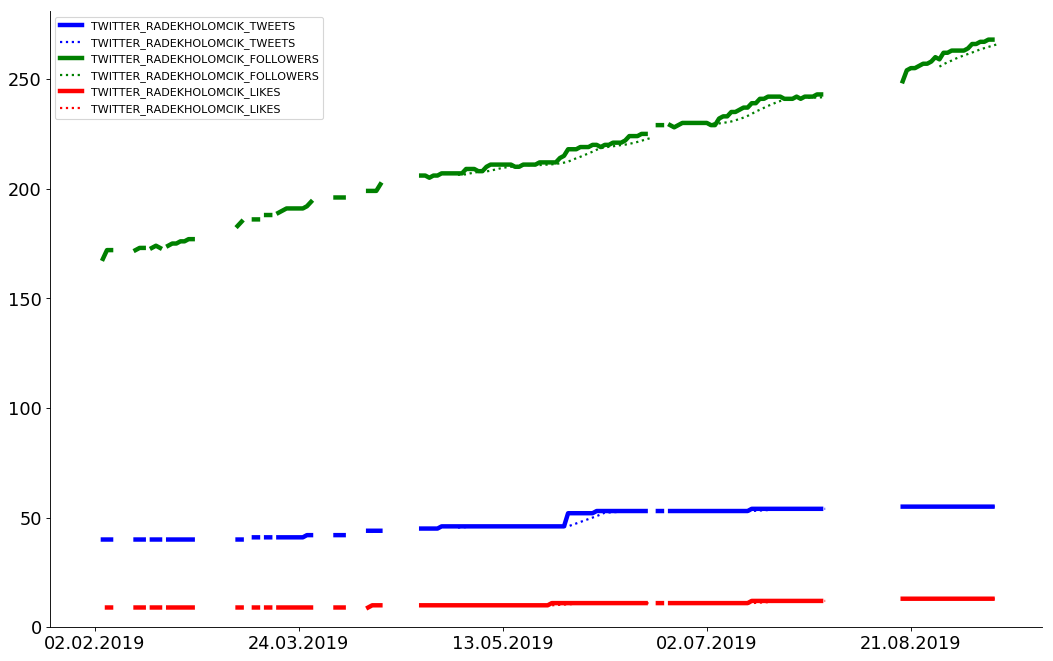 TWITTER_RADEKHOLOMCIK_TWEETS
TWITTER_RADEKHOLOMCIK_TWEETS
TWITTER_RADEKHOLOMCIK_FOLLOWERS
TWITTER_RADEKHOLOMCIK_FOLLOWERS
TWITTER_RADEKHOLOMCIK_LIKES
TWITTER_RADEKHOLOMCIK_LIKES
250
200
150
100
50
0
02.02.2019 24.03.2019 13.05.2019 02.07.2019 21.08.2019